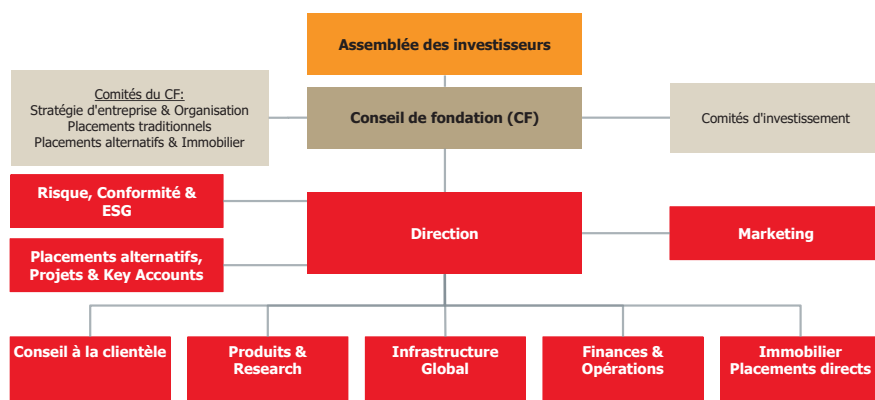 Assemblée des investisseurs
Comités du CF:
Stratégie d'entreprise & Organisation
Placements traditionnels
Placements alternatifs & Immobilier
Conseil de fondation (CF)
Comités d'investissement
Risque, Conformité &
ESG
Placements alternatifs,
Projets & Key Accounts
Direction
Marketing
Conseil à la clientèle
Produits &
Research
Infrastructure
Global
Finances &
Opérations
Immobilier
Placements directs